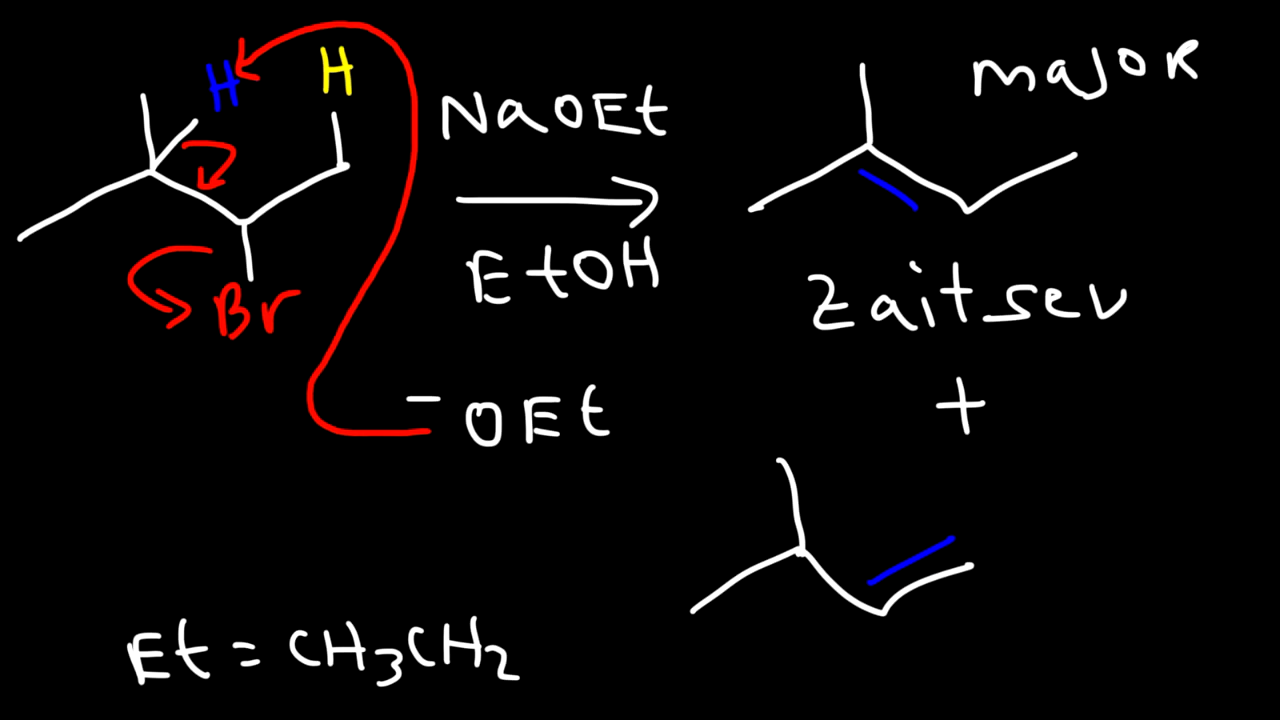 H H
NaOEt
EtOH
Br
major
Zaitsev
+
− OEt
Et = CH3CH2